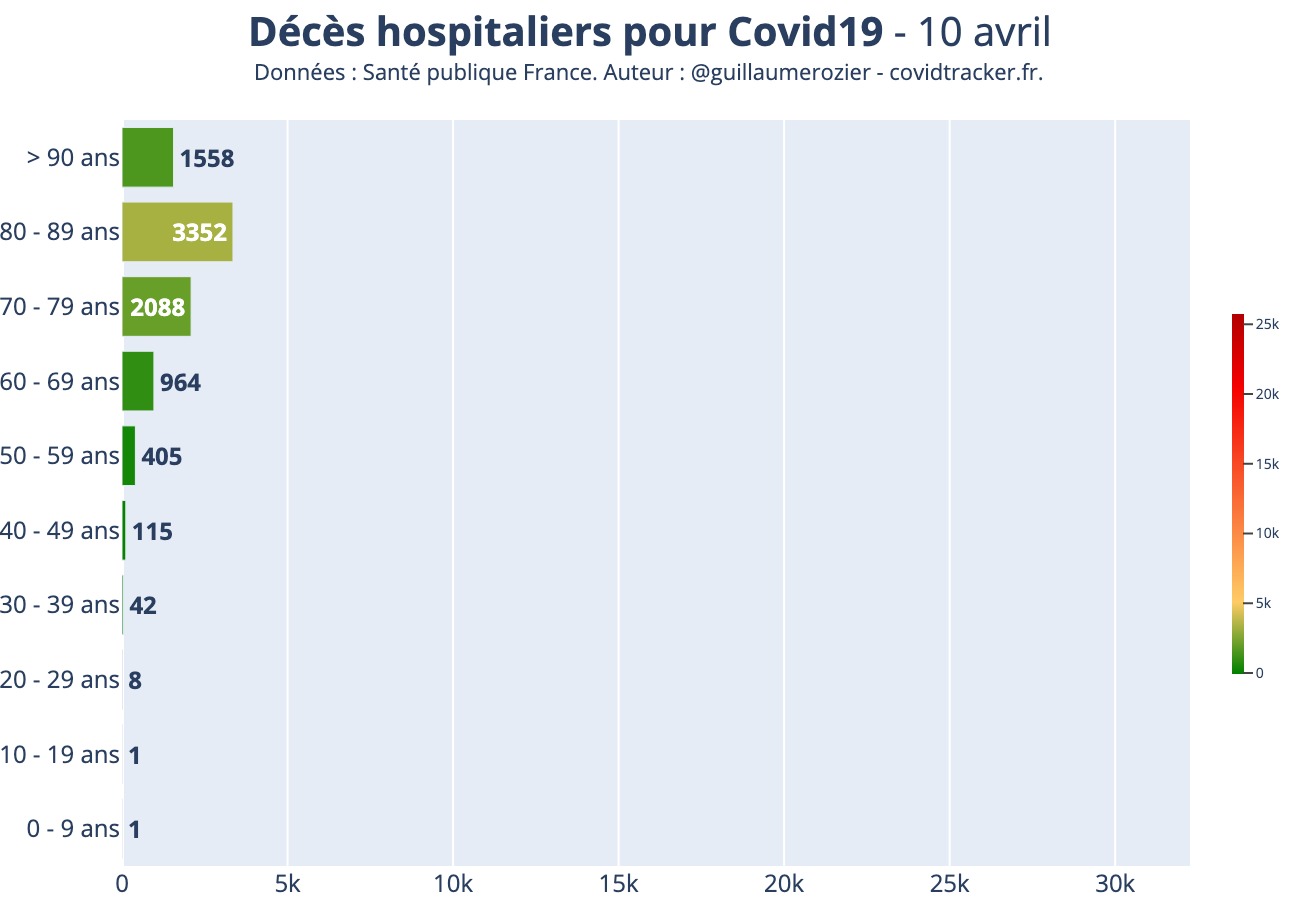 Décès hospitaliers pour Covid19 - 10 avril
Données : Santé publique France. Auteur : @guillaumerozier - covidtracker.fr.
> 90 ans 1558
80 - 89 ans 3352
70 - 79 ans 2088
60 - 69 ans 964
50 - 59 ans 405
40 - 49 ans 115
30 - 39 ans 42
20 - 29 ans 8
10 - 19 ans 1
0 - 9 ans 1
0 5k 10k 15k 20k 25k 30k
25k
20k
15k
10k
5k
0